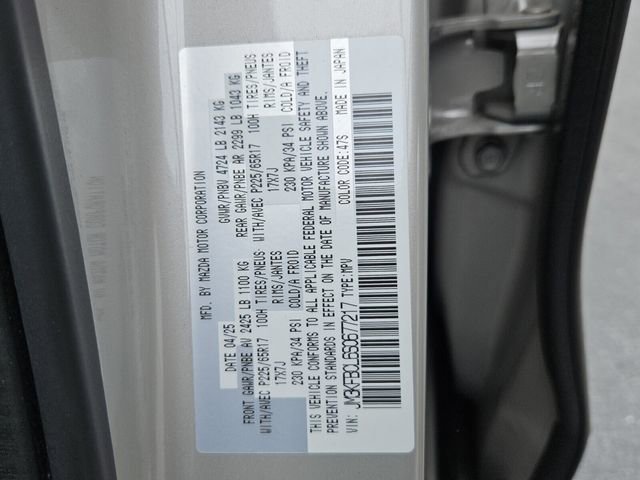 MFD. BY MAZDA MOTOR CORPORATION
DATE 04/25 GVWR/PNBV 4724 LB 2143 KG
FRONT GAWR/PNBE AV 2425 LB 1100 KG REAR GAWR/PNBE AR 2299 LB 1043 KG
WITH/AVEC P225/65R17 100H TIRES/PNEUS WITH/AVEC P225/65R17 100H TIRES/PNEUS
17X7J RIMS/JANTES 17X7J RIMS/JANTES
230 KPA/34 PSI COLD/A FROID 230 KPA/34 PSI COLD/A FROID
THIS VEHICLE CONFORMS TO ALL APPLICABLE FEDERAL MOTOR VEHICLE SAFETY AND THEFT
PREVENTION STANDARDS IN EFFECT ON THE DATE OF MANUFACTURE SHOWN ABOVE.
VIN: JM3KFBCL6S0677217 TYPE:MPV COLOR CODE:47S MADE IN JAPAN